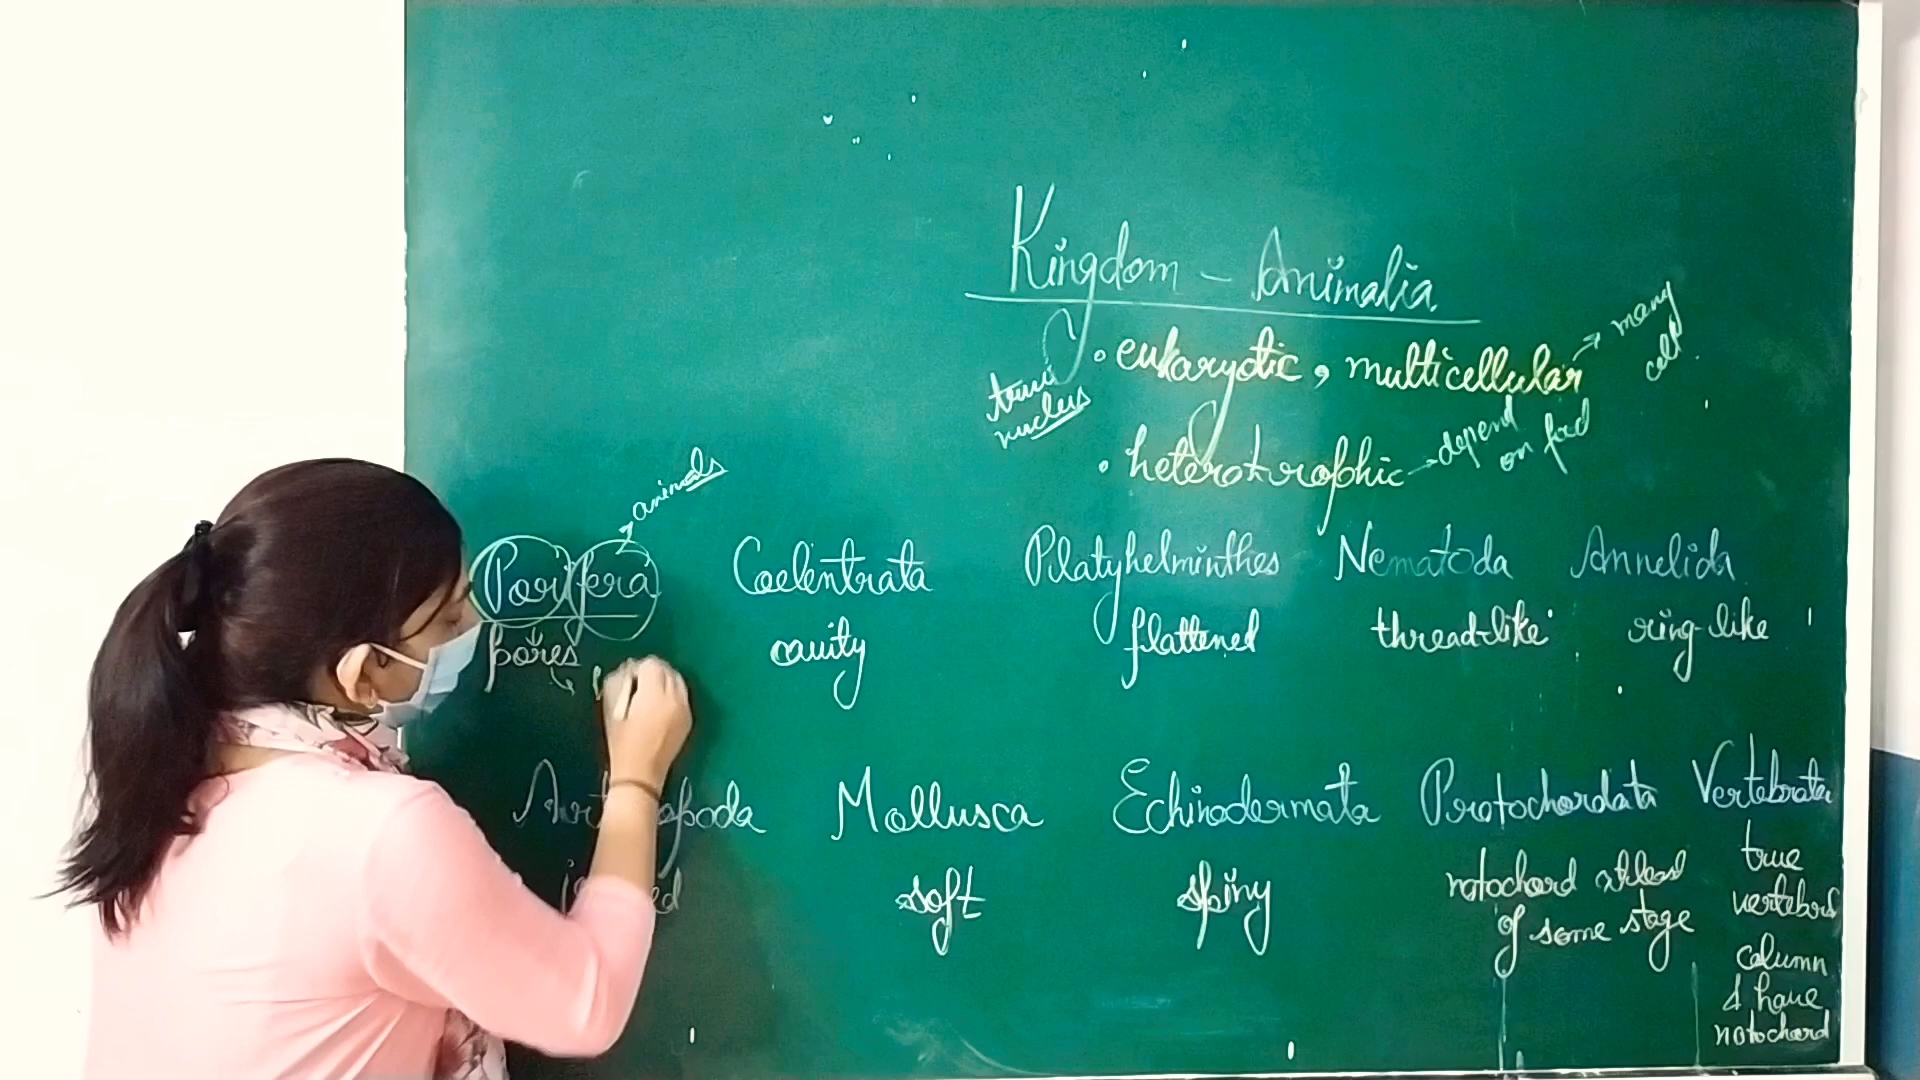 Kingdom - Animalia
• eukaryotic, multicellular → many cell
true nucleus
• heterotrophic → depend on food
animals
Porifera Coelentrata Platyhelminthes Nematoda Annelida
pores cavity flattened thread-like ring-like
Mollusca Echinodermata Protochordata Vertebrata
soft spiny notochord
of some stage
true
column
& have
notochord